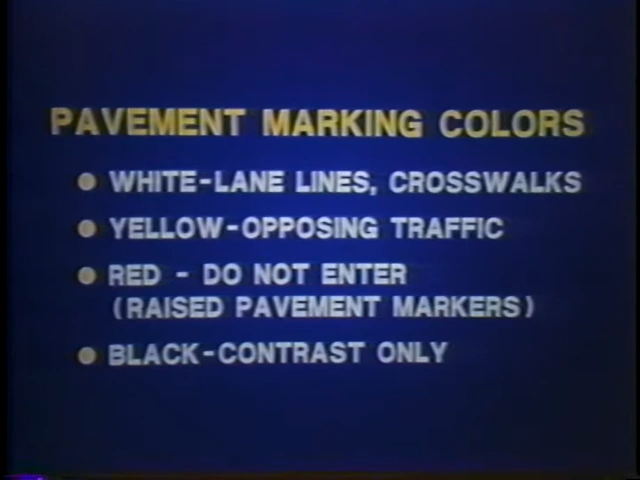 PAVEMENT MARKING COLORS
● WHITE-LANE LINES, CROSSWALKS
● YELLOW-OPPOSING TRAFFIC
● RED - DO NOT ENTER
(RAISED PAVEMENT MARKERS)
● BLACK-CONTRAST ONLY